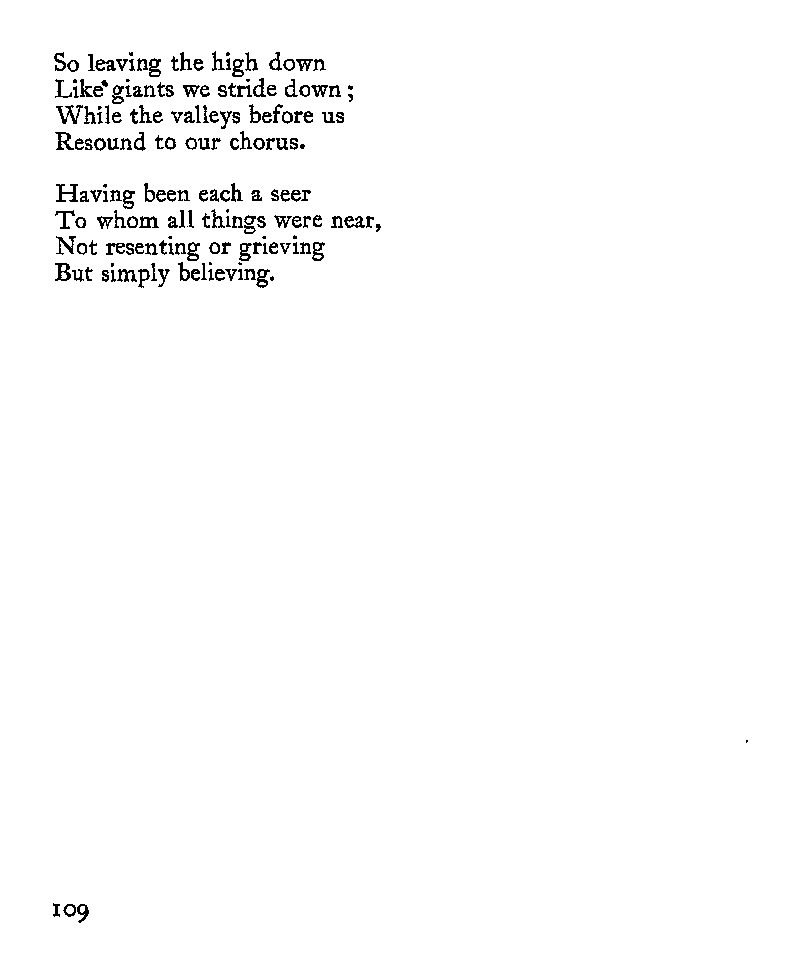 So leaving the high down
Like giants we stride down ;
While the valleys before us
Resound to our chorus.

Having been each a seer
To whom all things were near,
Not resenting or grieving
But simply believing.

109